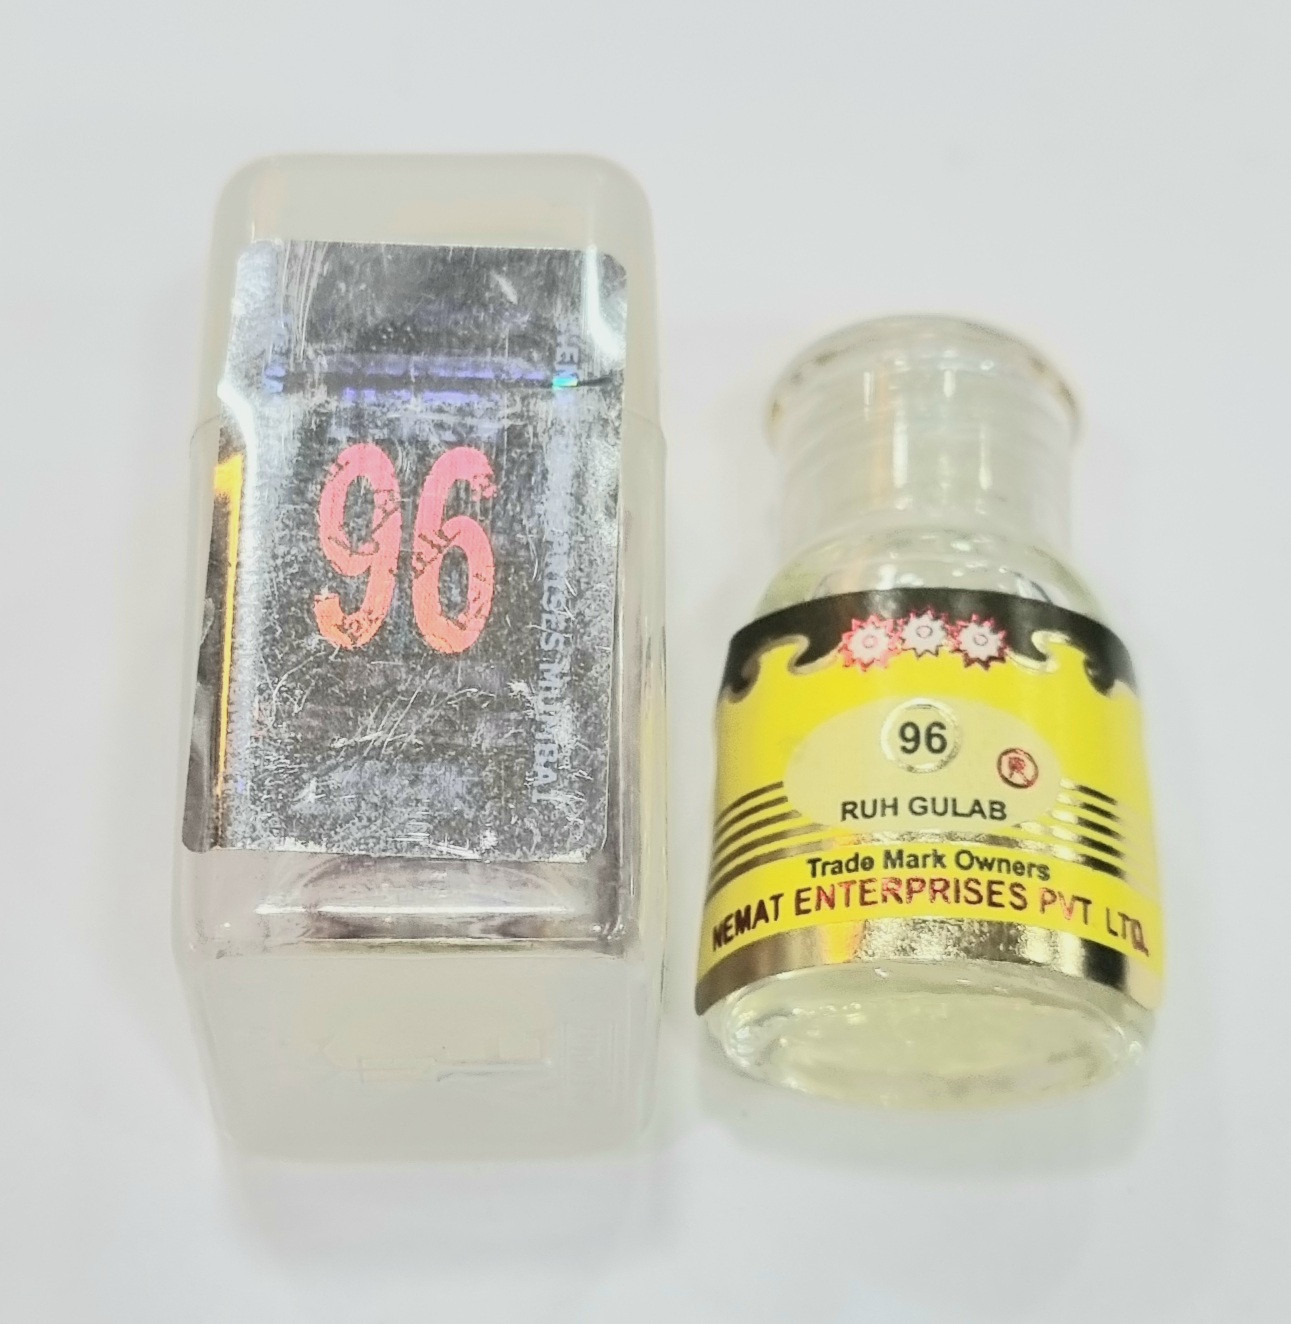 96
96
®
RUH GULAB
Trade Mark Owners
NEMAT ENTERPRISES PVT. LTD.